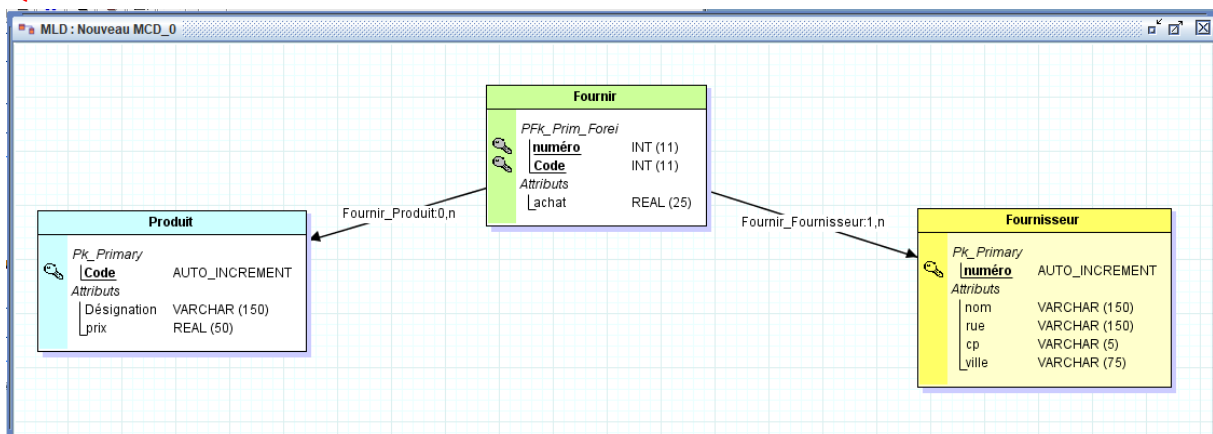 MLD : Nouveau MCD_0
Fournir
PFk_Prim_Forei
numéro INT (11)
Code INT (11)
Attributs
achat REAL (25)
Fournir_Produit:0,n
Fournir_Fournisseur:1,n
Produit
Pk_Primary
Code AUTO_INCREMENT
Attributs
Désignation VARCHAR (150)
prix REAL (50)
Fournisseur
Pk_Primary
numéro AUTO_INCREMENT
Attributs
nom VARCHAR (150)
rue VARCHAR (150)
cp VARCHAR (5)
ville VARCHAR (75)